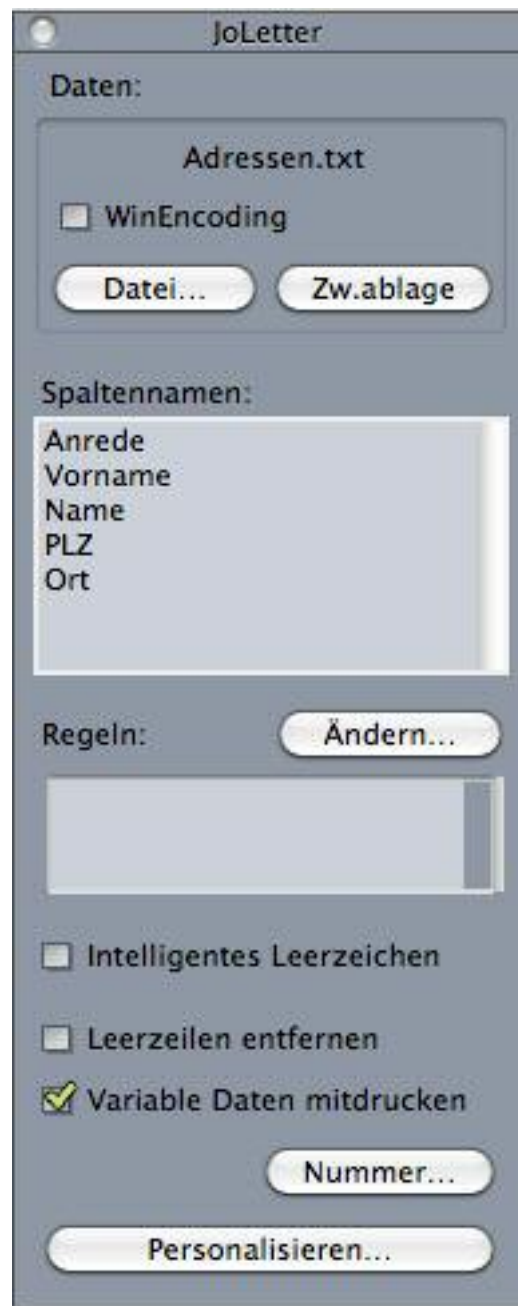 JoLetter
Daten:
Adressen.txt
WinEncoding
Datei... Zw.ablage
Spaltennamen:
Anrede
Vorname
Name
PLZ
Ort
Regeln: Ändern...
Intelligentes Leerzeichen
Leerzeilen entfernen
Variable Daten mitdrucken
Nummer...
Personalisieren...